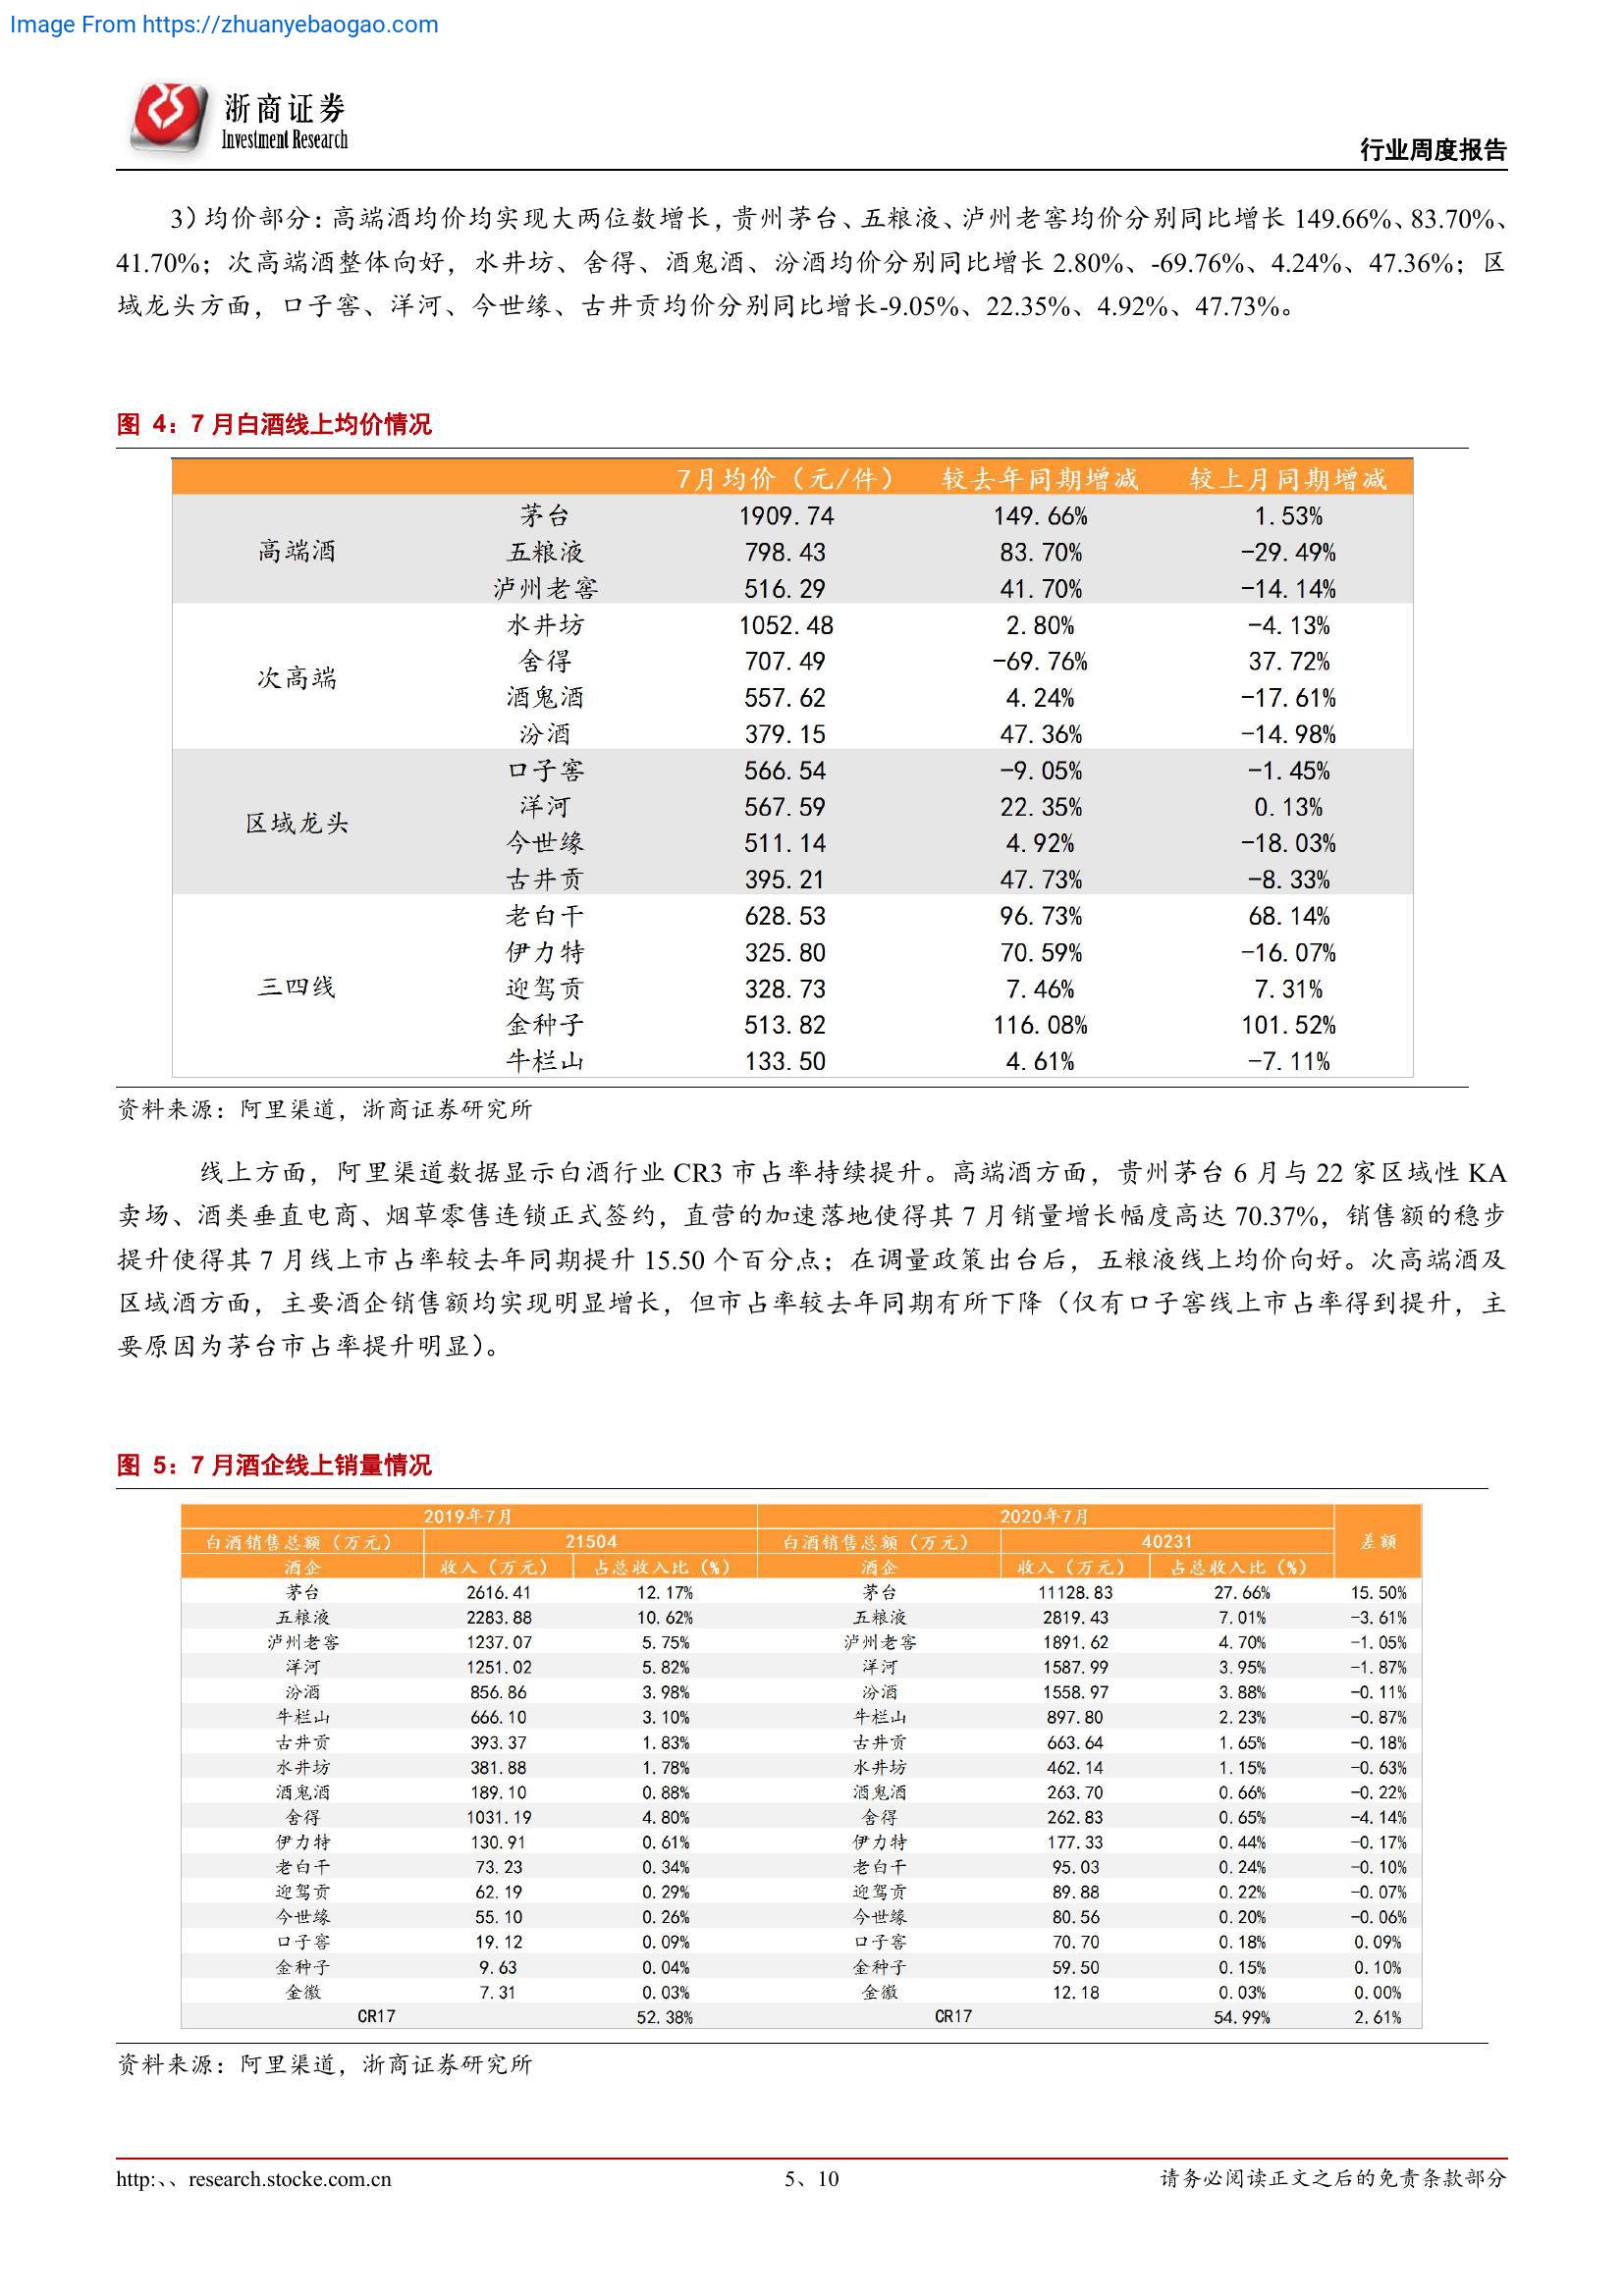 Image From https://zhuanyebaogao.com
浙商证券
Investment Research
行业周度报告
3）均价部分：高端酒均价均实现大两位数增长，贵州茅台、五粮液、泸州老窖均价分别同比增长 149.66%、83.70%、
41.70%；次高端酒整体向好，水井坊、舍得、酒鬼酒、汾酒均价分别同比增长 2.80%、-69.76%、4.24%、47.36%；区
域龙头方面，口子窖、洋河、今世缘、古井贡均价分别同比增长-9.05%、22.35%、4.92%、47.73%。
图 4：7 月白酒线上均价情况
7月均价（元/件） 较去年同期增减 较上月同期增减
茅台 1909.74 149.66% 1.53%
高端酒 五粮液 798.43 83.70% -29.49%
泸州老窖 516.29 41.70% -14.14%
水井坊 1052.48 2.80% -4.13%
次高端 舍得 707.49 -69.76% 37.72%
酒鬼酒 557.62 4.24% -17.61%
汾酒 379.15 47.36% -14.98%
口子窖 566.54 -9.05% -1.45%
区域龙头 洋河 567.59 22.35% 0.13%
今世缘 511.14 4.92% -18.03%
古井贡 395.21 47.73% -8.33%
老白干 628.53 96.73% 68.14%
伊力特 325.80 70.59% -16.07%
三四线 迎驾贡 328.73 7.46% 7.31%
金种子 513.82 116.08% 101.52%
牛栏山 133.50 4.61% -7.11%
资料来源：阿里渠道，浙商证券研究所
线上方面，阿里渠道数据显示白酒行业 CR3 市占率持续提升。高端酒方面，贵州茅台 6 月与 22 家区域性 KA
卖场、酒类垂直电商、烟草零售连锁正式签约，直营的加速落地使得其 7 月销量增长幅度高达 70.37%，销售额的稳步
提升使得其 7 月线上市占率较去年同期提升 15.50 个百分点；在调量政策出台后，五粮液线上均价向好。次高端酒及
区域酒方面，主要酒企销售额均实现明显增长，但市占率较去年同期有所下降（仅有口子窖线上市占率得到提升，主
要原因为茅台市占率提升明显）。
图 5：7 月酒企线上销量情况
2019年7月 2020年7月 差额
白酒销售总额（万元） 21504 白酒销售总额（万元） 40231
酒企 收入（万元） 占总收入比（%） 酒企 收入（万元） 占总收入比（%）
茅台 2616.41 12.17% 茅台 11128.83 27.66% 15.50%
五粮液 2283.88 10.62% 五粮液 2819.43 7.01% -3.61%
泸州老窖 1237.07 5.75% 泸州老窖 1891.62 4.70% -1.05%
洋河 1251.02 5.82% 洋河 1587.99 3.95% -1.87%
汾酒 856.86 3.98% 汾酒 1558.97 3.88% -0.11%
牛栏山 666.10 3.10% 牛栏山 897.80 2.23% -0.87%
古井贡 393.37 1.83% 古井贡 663.64 1.65% -0.18%
水井坊 381.88 1.78% 水井坊 462.14 1.15% -0.63%
酒鬼酒 189.10 0.88% 酒鬼酒 263.70 0.66% -0.22%
舍得 1031.19 4.80% 舍得 262.83 0.65% -4.14%
伊力特 130.91 0.61% 伊力特 177.33 0.44% -0.17%
老白干 73.23 0.34% 老白干 95.03 0.24% -0.10%
迎驾贡 62.19 0.29% 迎驾贡 89.88 0.22% -0.07%
今世缘 55.10 0.26% 今世缘 80.56 0.20% -0.06%
口子窖 19.12 0.09% 口子窖 70.70 0.18% 0.09%
金种子 9.63 0.04% 金种子 59.50 0.15% 0.10%
金徽 7.31 0.03% 金徽 12.18 0.03% 0.00%
CR17 52.38% CR17 54.99% 2.61%
资料来源：阿里渠道，浙商证券研究所
http:、、research.stocke.com.cn 5、10 请务必阅读正文之后的免责条款部分